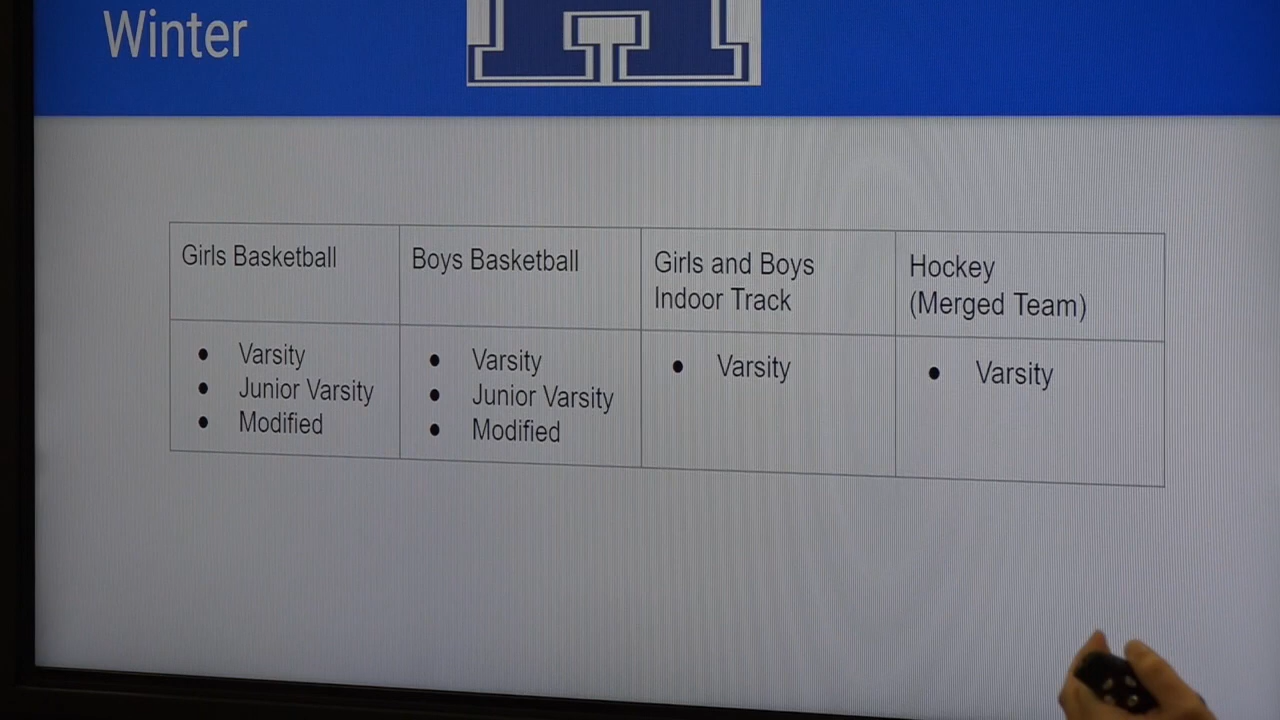 Winter
Girls Basketball
Boys Basketball
Girls and Boys
Indoor Track
Hockey
(Merged Team)
● Varsity
● Junior Varsity
● Modified
● Varsity
● Junior Varsity
● Modified
● Varsity
● Varsity